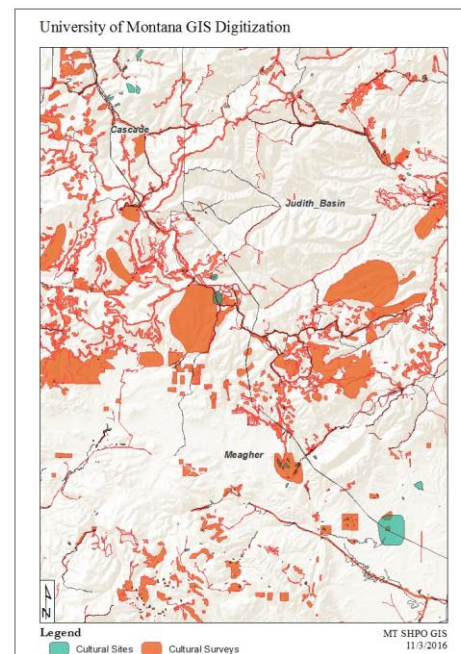 University of Montana GIS Digitization
Cascade
Judith_Basin
Meagher
N
Legend
MT SHPO GIS
Cultural Sites
Cultural Surveys
11/3/2016